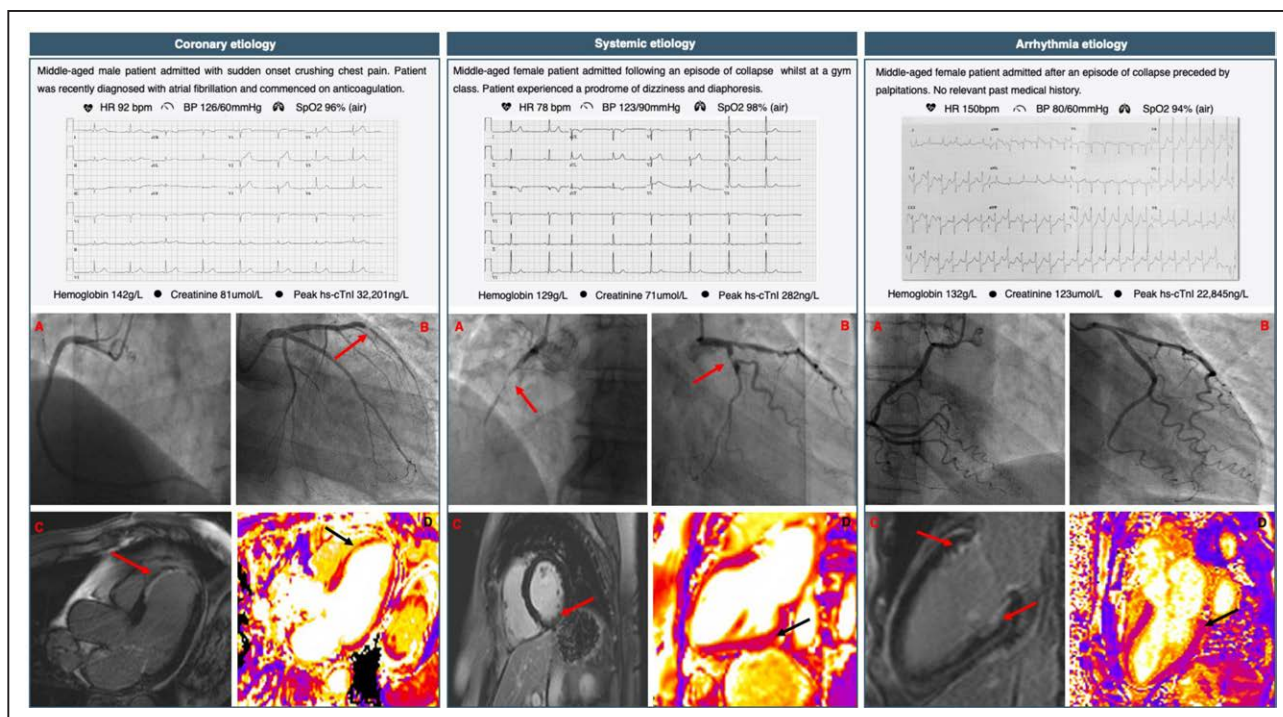 Coronary etiology
Middle-aged male patient admitted with sudden onset crushing chest pain. Patient
was recently diagnosed with atrial fibrillation and commenced on anticoagulation.
HR 92 bpm BP 126/60mmHg SpO2 96% (air)
Hemoglobin 142g/L ● Creatinine 81umol/L ● Peak hs-cTnI 32,201ng/L
A
B
C
D
Systemic etiology
Middle-aged female patient admitted following an episode of collapse whilst at a gym
class. Patient experienced a prodrome of dizziness and diaphoresis.
HR 78 bpm BP 123/90mmHg SpO2 98% (air)
Hemoglobin 129g/L ● Creatinine 71umol/L ● Peak hs-cTnI 282ng/L
A
B
C
D
Arrhythmia etiology
Middle-aged female patient admitted after an episode of collapse preceded by
palpitations. No relevant past medical history.
HR 150bpm BP 80/60mmHg SpO2 94% (air)
Hemoglobin 132g/L ● Creatinine 123umol/L ● Peak hs-cTnI 22,845ng/L
A
B
C
D